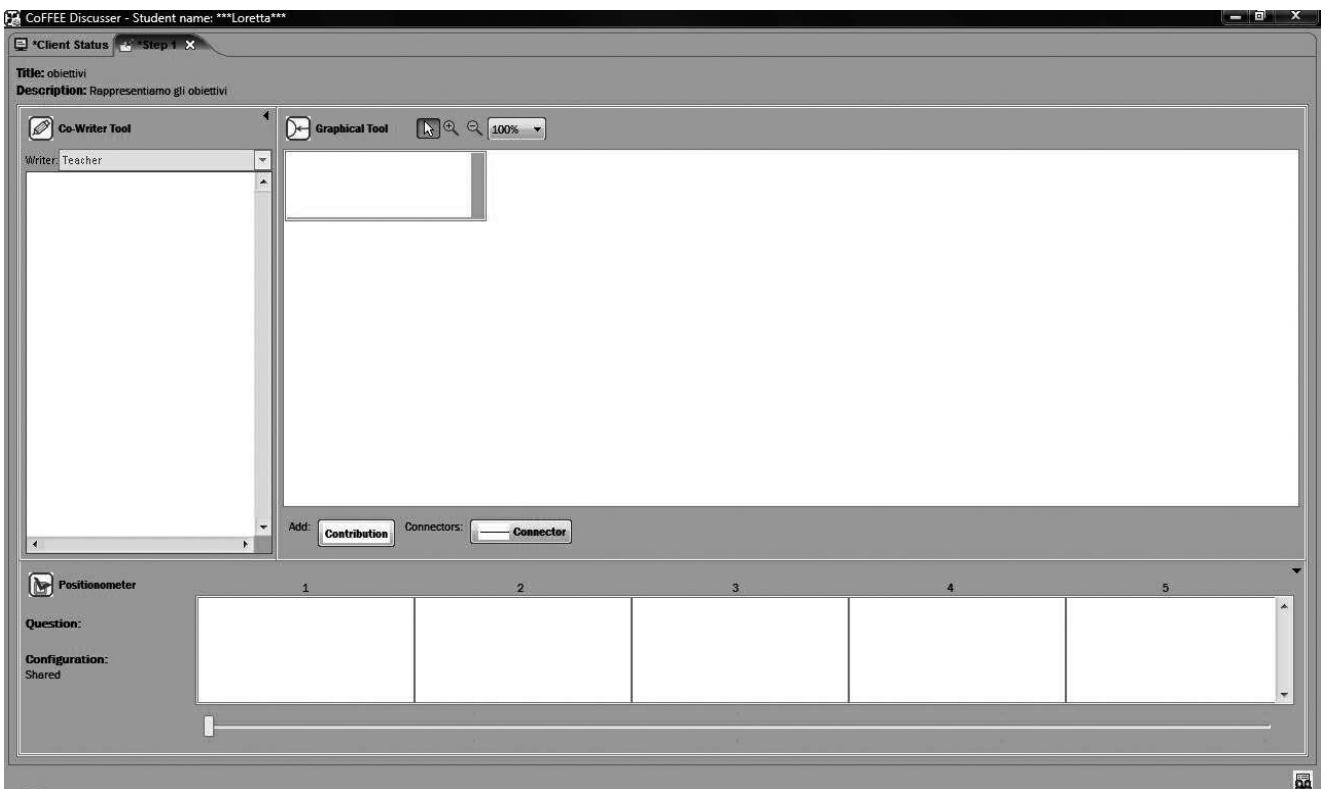 CoFFEE Discusser - Student name: ***Loretta***
*Client Status *Step 1
Title: obiettivi
Description: Rappresentiamo gli obiettivi
Co-Writer Tool
Writer: Teacher
Graphical Tool 100%
Add: Contribution Connectors: Connector
Positionometer
1 2 3 4 5
Question:
Configuration:
Shared